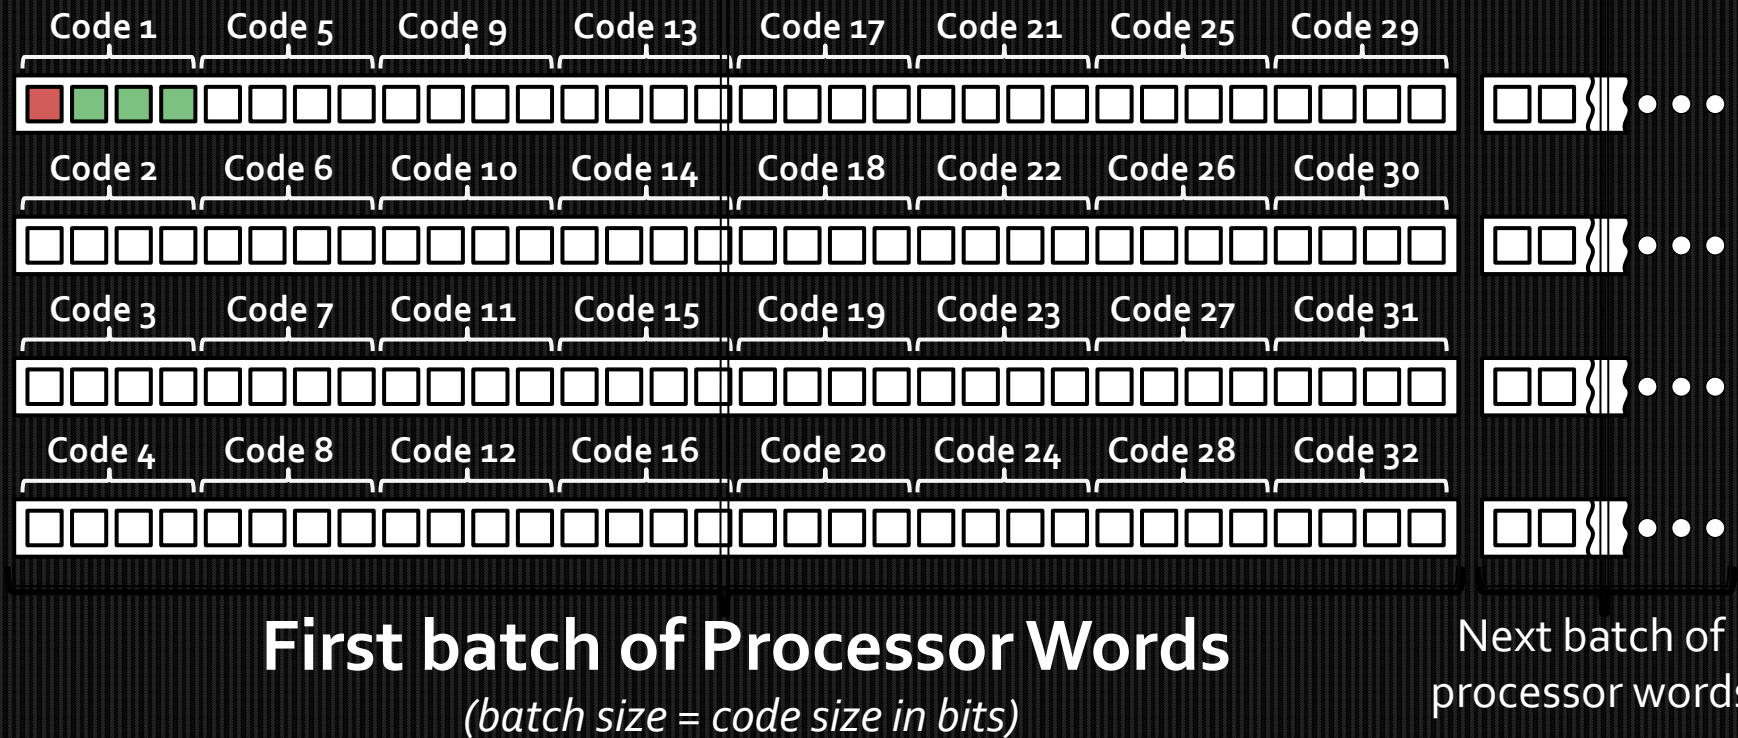 Code 1 Code 5 Code 9 Code 13 Code 17 Code 21 Code 25 Code 29
Code 2 Code 6 Code 10 Code 14 Code 18 Code 22 Code 26 Code 30
Code 3 Code 7 Code 11 Code 15 Code 19 Code 23 Code 27 Code 31
Code 4 Code 8 Code 12 Code 16 Code 20 Code 24 Code 28 Code 32
First batch of Processor Words
(batch size = code size in bits)
Next batch of
processor words